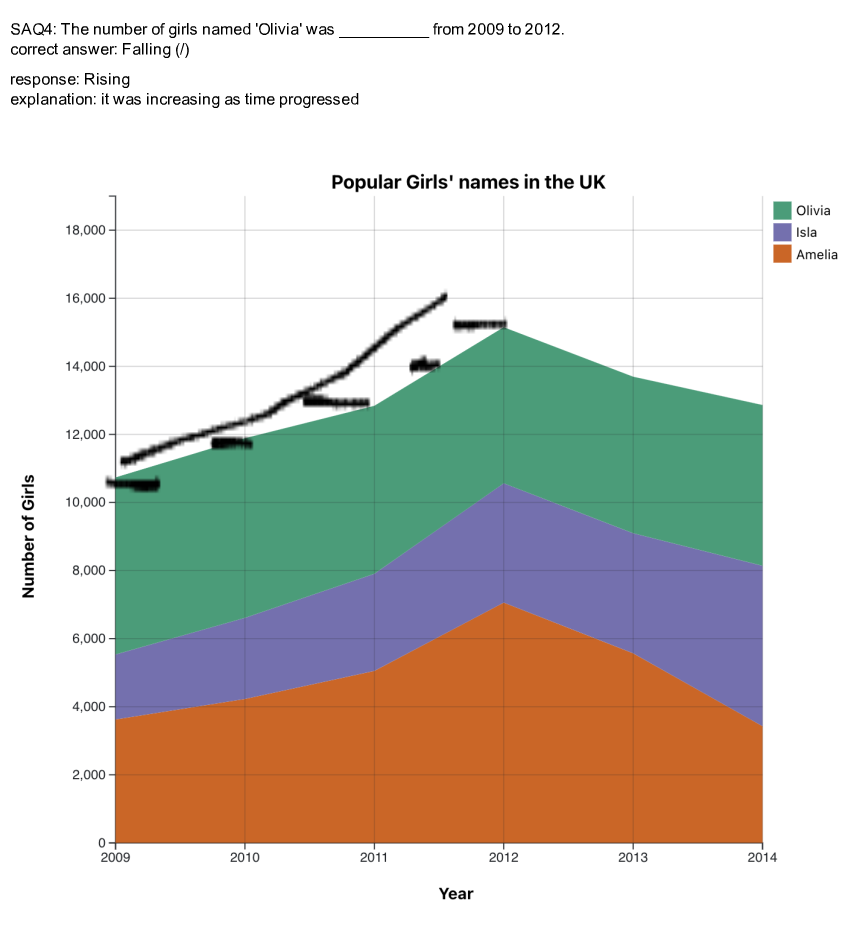 SAQ4: The number of girls named 'Olivia' was ___________ from 2009 to 2012.
correct answer: Falling (/)
response: Rising
explanation: it was increasing as time progressed
Popular Girls' names in the UK
Olivia
Isla
Amelia
18,000
16,000
14,000
12,000
10,000
8,000
6,000
4,000
2,000
0
Number of Girls
2009 2010 2011 2012 2013 2014
Year